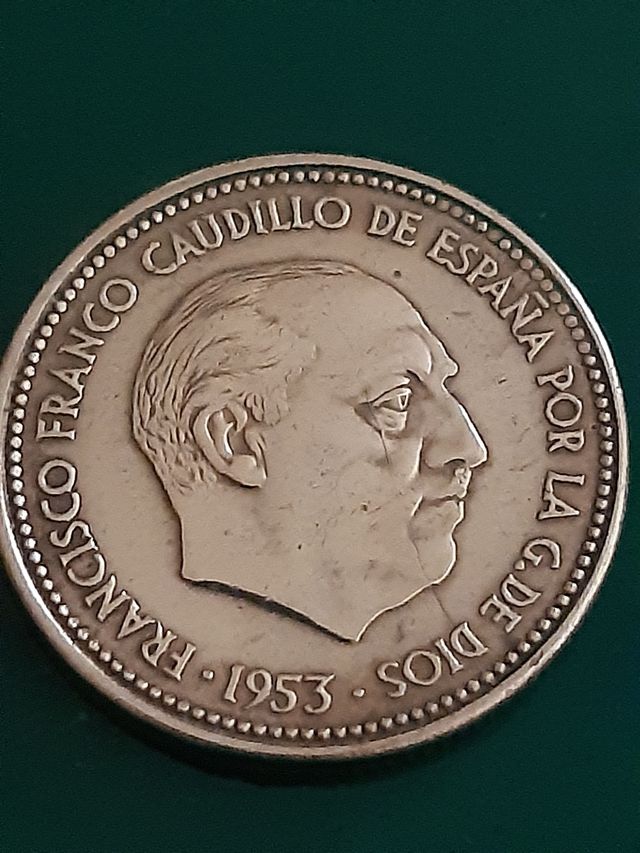 FRANCISCO FRANCO CAUDILLO DE ESPAÑA POR LA G. DE DIOS
· 1953 ·